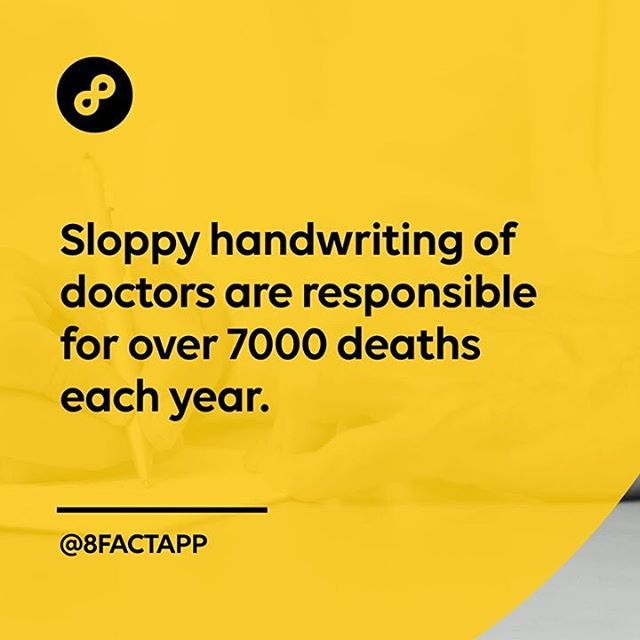 Sloppy handwriting of
doctors are responsible
for over 7000 deaths
each year.
@8FACTAPP